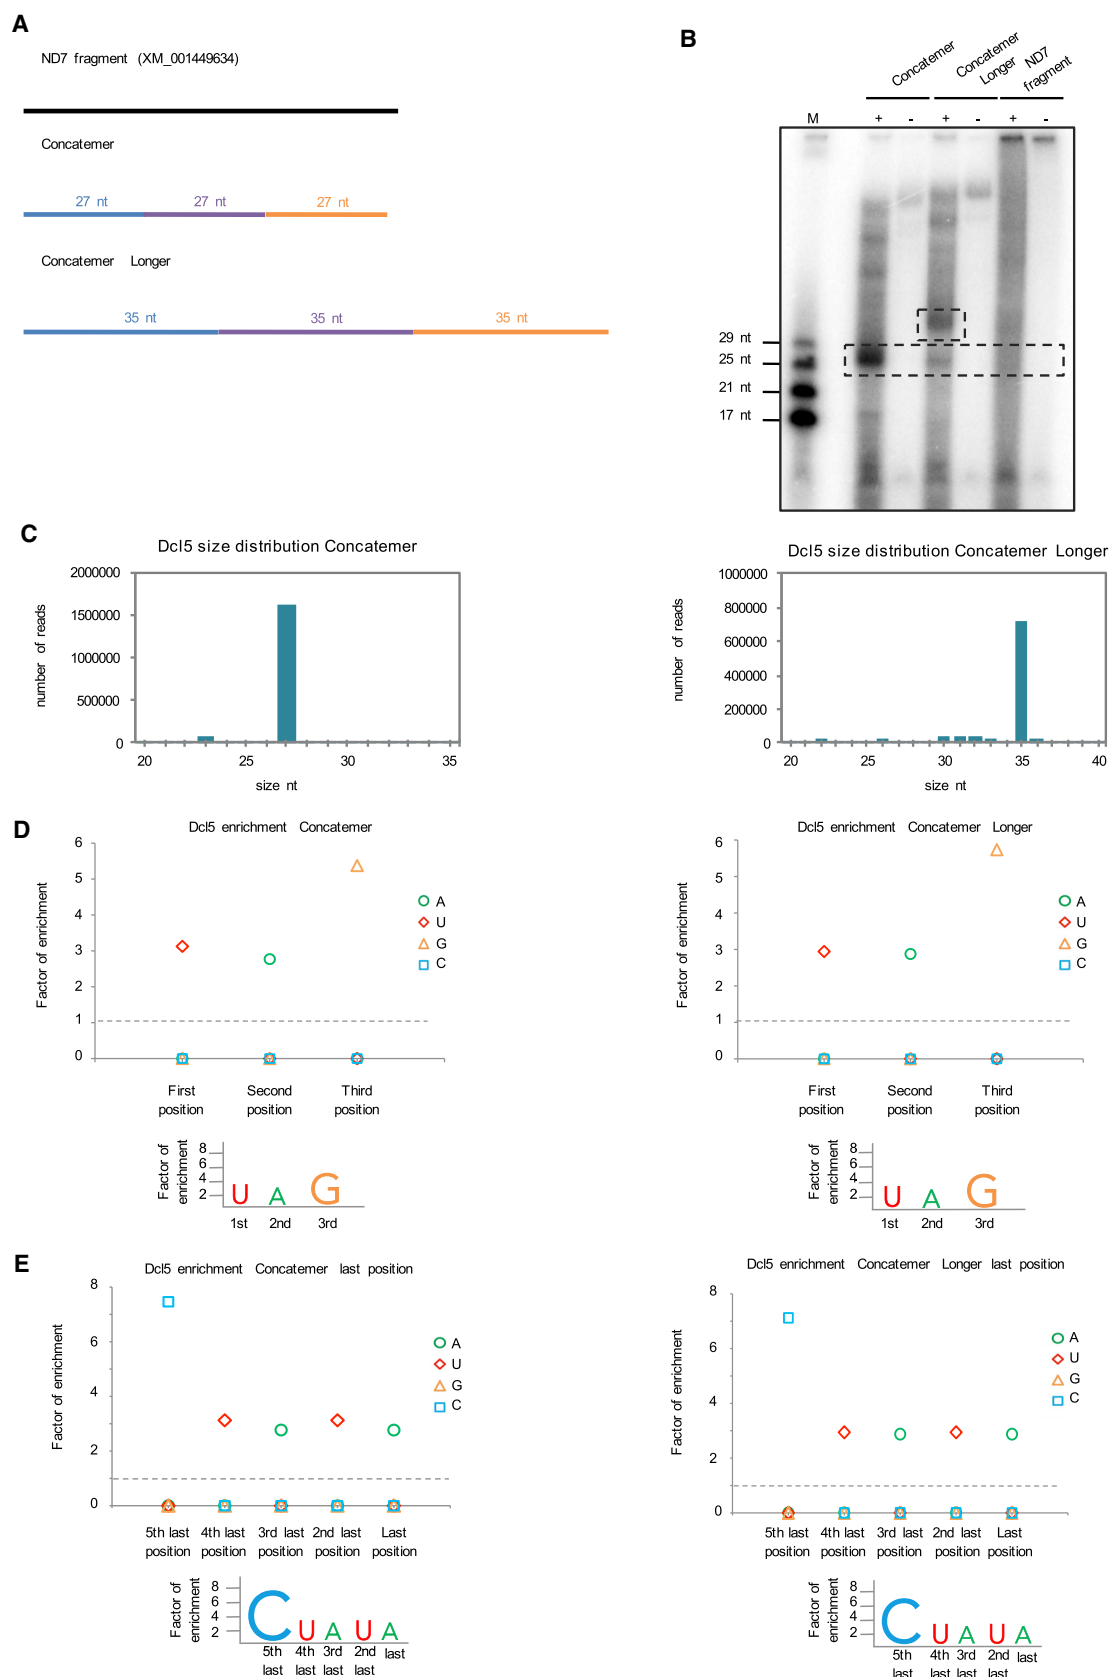 A
ND7 fragment (XM_001449634)
Concatemer
27 nt 27 nt 27 nt
Concatemer Longer
35 nt 35 nt 35 nt
B
Concatemer
Concatemer
Longer
ND7
fragment
M + - + - + -
29 nt
25 nt
21 nt
17 nt
C
Dcl5 size distribution Concatemer
number of reads
2000000
1500000
1000000
500000
0
20 25 30 35
size nt
Dcl5 size distribution Concatemer Longer
number of reads
1000000
800000
600000
400000
200000
0
20 25 30 35 40
size nt
D
Dcl5 enrichment Concatemer
Factor of enrichment
6
5
4
3
2
1
0
A
U
G
C
First
position
Second
position
Third
position
Factor of
enrichment
8
6
4
2
U A G
1st 2nd 3rd
Dcl5 enrichment Concatemer Longer
Factor of enrichment
6
5
4
3
2
1
0
A
U
G
C
First
position
Second
position
Third
position
Factor of
enrichment
8
6
4
2
U A G
1st 2nd 3rd
E
Dcl5 enrichment Concatemer last position
Factor of enrichment
8
6
4
2
0
A
U
G
C
5th last
position
4th last
position
3rd last
position
2nd last
position
Last
position
Factor of
enrichment
8
6
4
2
C U A U A
5th
last
4th
last
3rd
last
2nd
last
last
Dcl5 enrichment Concatemer Longer last position
Factor of enrichment
8
6
4
2
0
A
U
G
C
5th last
position
4th last
position
3rd last
position
2nd last
position
Last
position
Factor of
enrichment
8
6
4
2
C U A U A
5th
last
4th
last
3rd
last
2nd
last
last